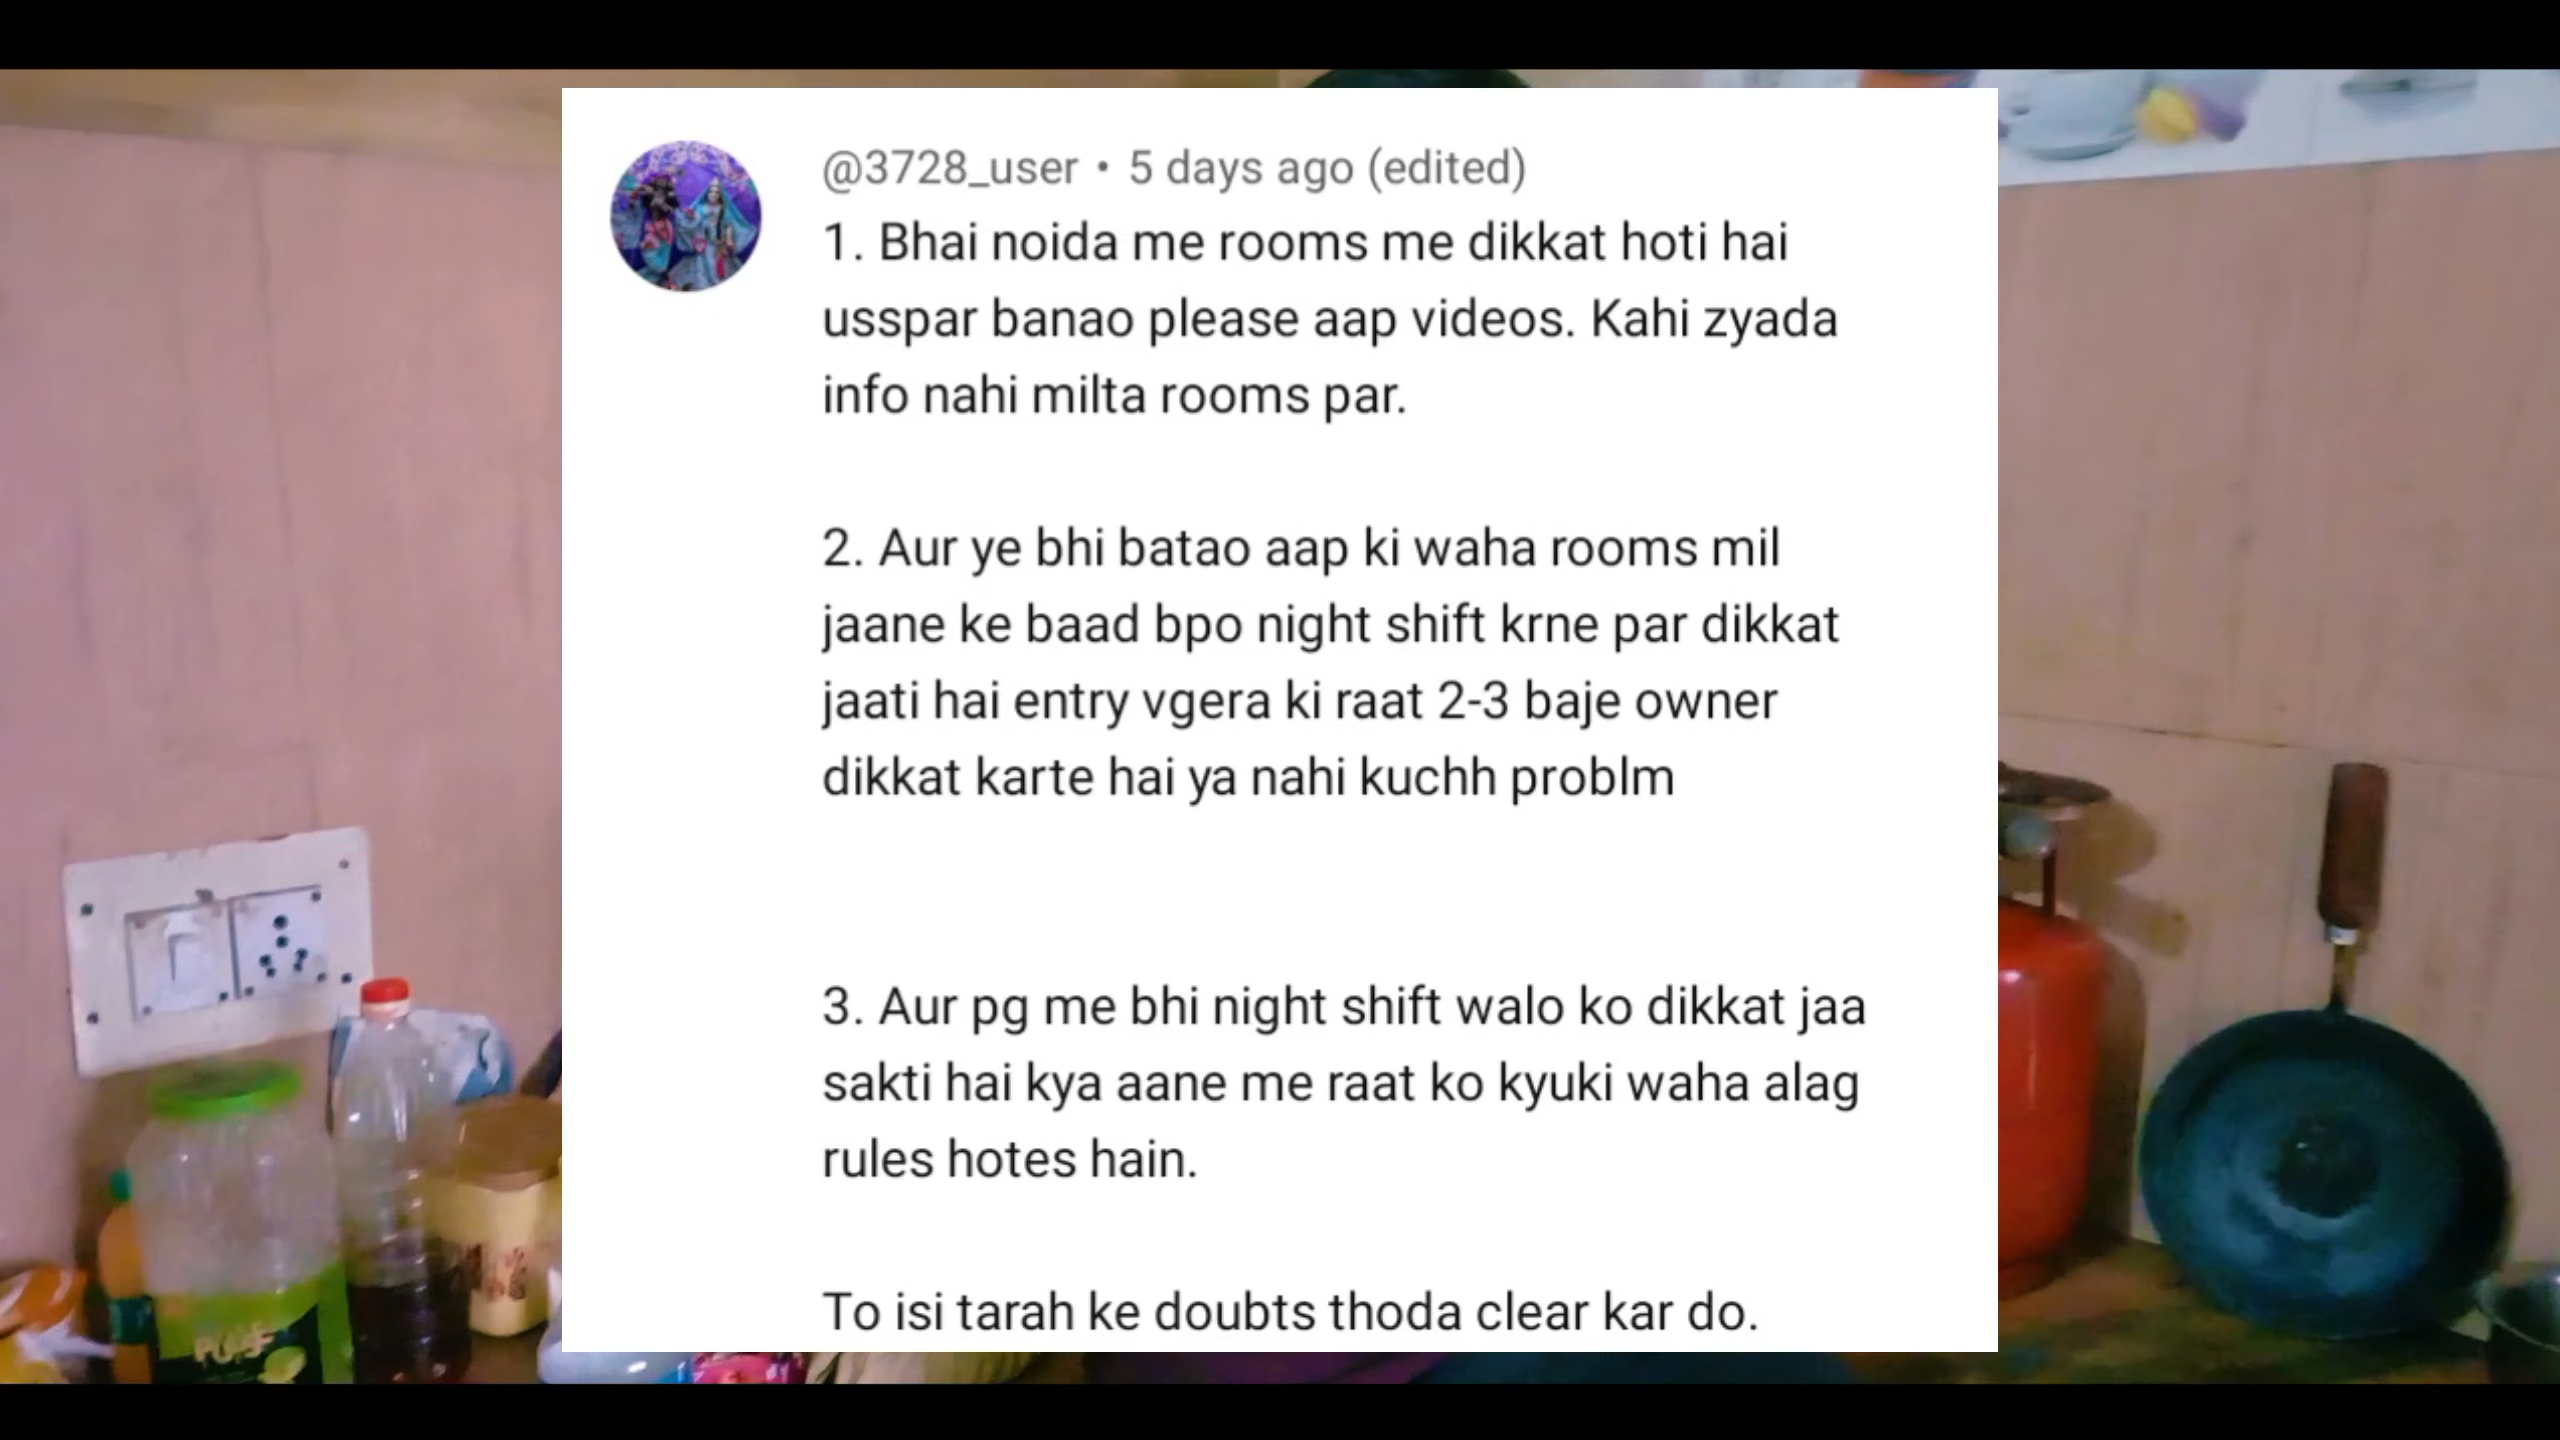 @3728_user • 5 days ago (edited)
1. Bhai noida me rooms me dikkat hoti hai
usspar banao please aap videos. Kahi zyada
info nahi milta rooms par.
2. Aur ye bhi batao aap ki waha rooms mil
jaane ke baad bpo night shift krne par dikkat
jaati hai entry vgera ki raat 2-3 baje owner
dikkat karte hai ya nahi kuchh problm
3. Aur pg me bhi night shift walo ko dikkat jaa
sakti hai kya aane me raat ko kyuki waha alag
rules hotes hain.
To isi tarah ke doubts thoda clear kar do.